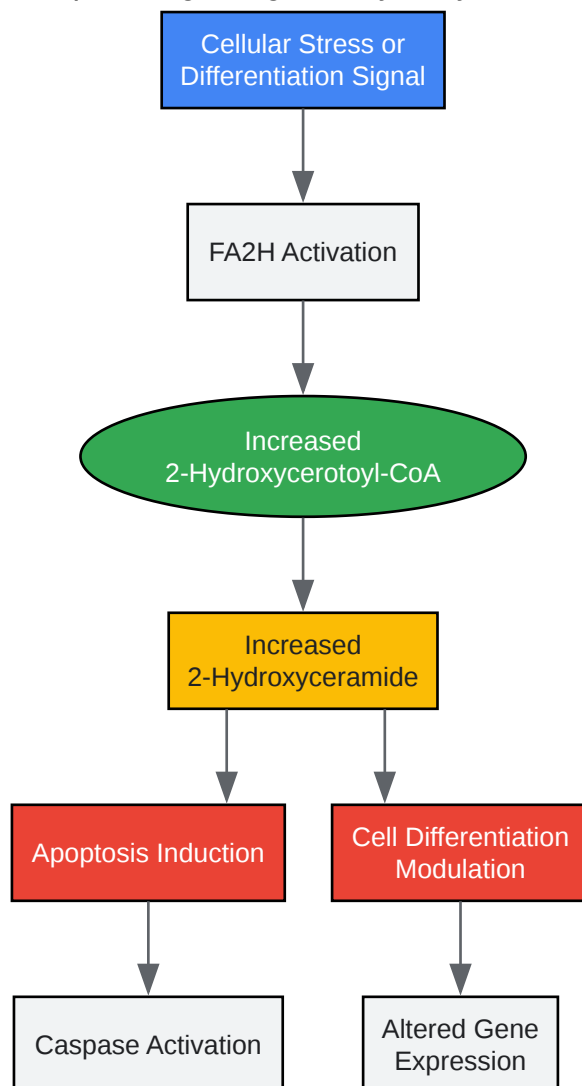 Cellular Stress or
Differentiation Signal
FA2H Activation
Increased
2-Hydroxycerotoyl-CoA
Increased
2-Hydroxyceramide
Apoptosis Induction
Cell Differentiation
Modulation
Caspase Activation
Altered Gene
Expression